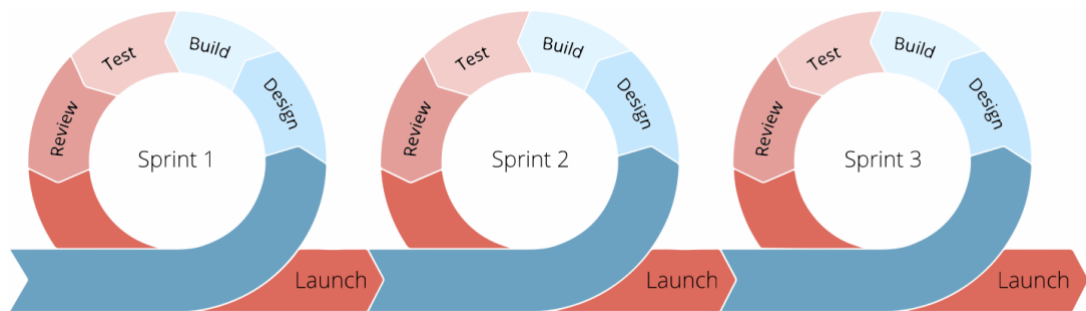 Test
Build
Design
Review
Sprint 1
Launch
Test
Build
Design
Review
Sprint 2
Launch
Test
Build
Design
Review
Sprint 3
Launch